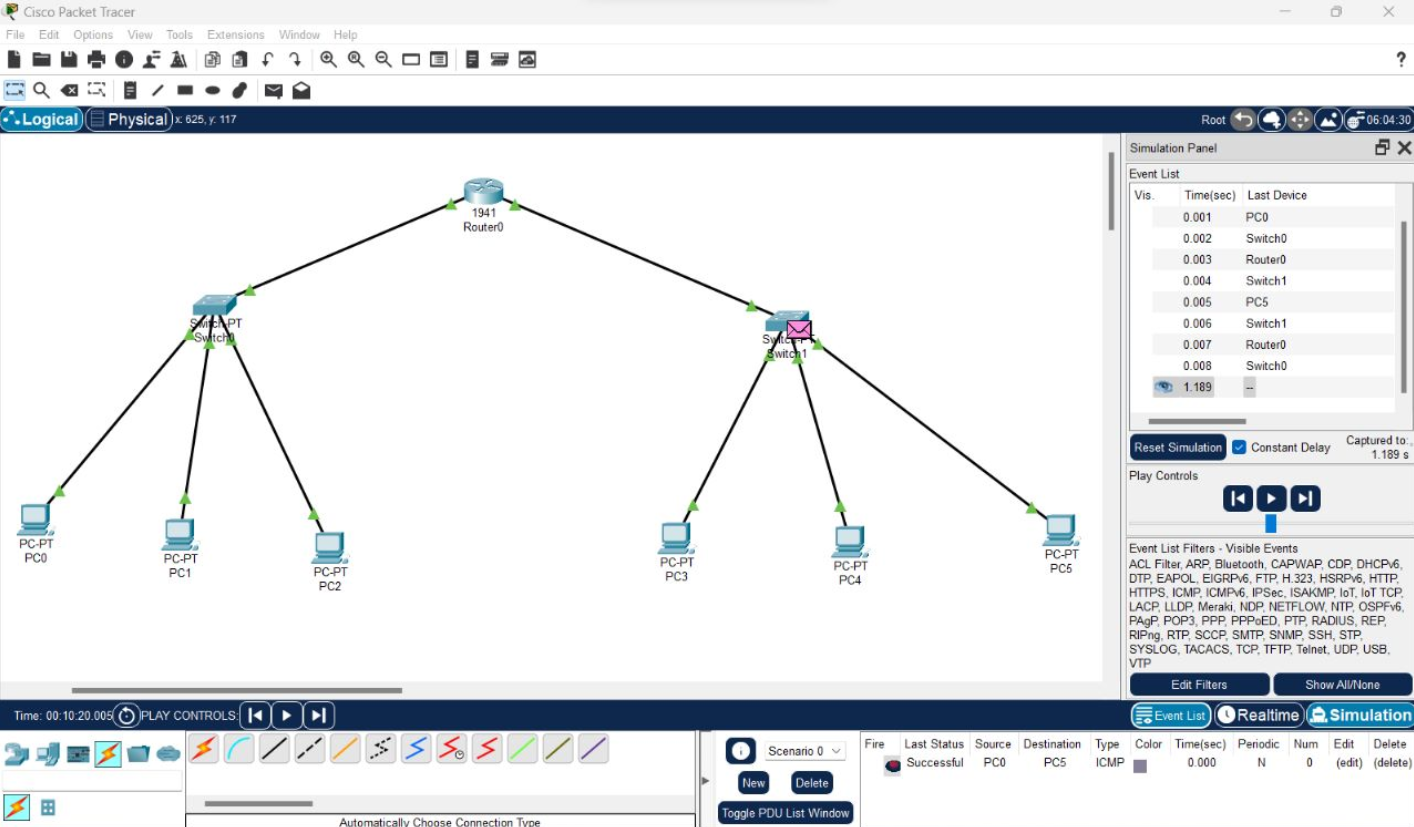 Cisco Packet Tracer
File Edit Options View Tools Extensions Window Help
?
Logical Physical x: 625, y: 117
Root 06:04:30
1941
Router0
Switch-PT
Switch0
Switch-PT
Switch1
PC-PT
PC0
PC-PT
PC1
PC-PT
PC2
PC-PT
PC3
PC-PT
PC4
PC-PT
PC5
Simulation Panel
Event List
Vis. Time(sec) Last Device
0.001 PC0
0.002 Switch0
0.003 Router0
0.004 Switch1
0.005 PC5
0.006 Switch1
0.007 Router0
0.008 Switch0
1.189 --
Reset Simulation Constant Delay Captured to:
1.189 s
Play Controls
Event List Filters - Visible Events
ACL Filter, ARP, Bluetooth, CAPWAP, CDP, DHCPv6,
DTP, EAPOL, EIGRPv6, FTP, H.323, HSRPv6, HTTP,
HTTPS, ICMP, ICMPv6, IPSec, ISAKMP, IoT, IoT TCP,
LACP, LLDP, Meraki, NDP, NETFLOW, NTP, OSPFv6,
PAgP, POP3, PPP, PPPoED, PTP, RADIUS, REP,
RIPng, RTP, SCCP, SMTP, SNMP, SSH, STP,
SYSLOG, TACACS, TCP, TFTP, Telnet, UDP, USB,
VTP
Edit Filters Show All/None
Time: 00:10:20.005 PLAY CONTROLS:
Event List Realtime Simulation
Scenario 0
New Delete
Toggle PDU List Window
Fire Last Status Source Destination Type Color Time(sec) Periodic Num Edit Delete
Successful PC0 PC5 ICMP 0.000 N 0 (edit) (delete)
Automatically Choose Connection Type